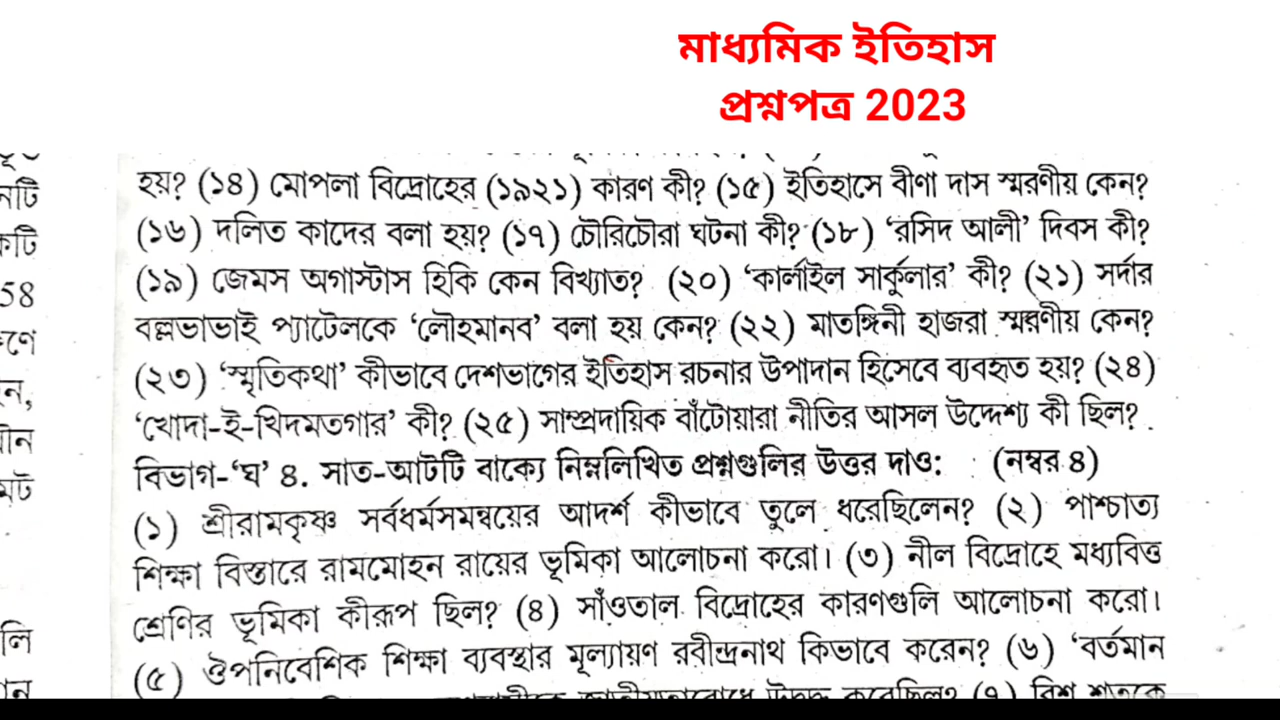 মাধ্যমিক ইতিহাস
প্রশ্নপত্র 2023
নটি
কটি
58
হয়? (১৪) মোপলা বিদ্রোহের (১৯২১) কারণ কী? (১৫) ইতিহাসে বীণা দাস স্মরণীয় কেন?
(১৬) দলিত কাদের বলা হয়? (১৭) চৌরিচৌরা ঘটনা কী? (১৮) ‘রসিদ আলী’ দিবস কী?
(১৯) জেমস অগাস্টাস হিকি কেন বিখ্যাত? (২০) ‘কার্লাইল সার্কুলার’ কী? (২১) সর্দার
বল্লভাভাই প্যাটেলকে ‘লৌহমানব’ বলা হয় কেন? (২২) মাতঙ্গিনী হাজরা স্মরণীয় কেন?
(২৩) ‘স্মৃতিকথা’ কীভাবে দেশভাগের ইতিহাস রচনার উপাদান হিসেবে ব্যবহৃত হয়? (২৪)
‘খোদা-ই-খিদমতগার’ কী? (২৫) সাম্প্রদায়িক বাঁটোয়ারা নীতির আসল উদ্দেশ্য কী ছিল?
বিভাগ-‘ঘ’ ৪. সাত-আটটি বাক্যে নিম্নলিখিত প্রশ্নগুলির উত্তর দাও: (নম্বর ৪)
(১) শ্রীরামকৃষ্ণ সর্বধর্মসমন্বয়ের আদর্শ কীভাবে তুলে ধরেছিলেন? (২) পাশ্চাত্য
শিক্ষা বিস্তারে রামমোহন রায়ের ভূমিকা আলোচনা করো। (৩) নীল বিদ্রোহে মধ্যবিত্ত
শ্রেণির ভূমিকা কীরূপ ছিল? (৪) সাঁওতাল বিদ্রোহের কারণগুলি আলোচনা করো।
(৫) ঔপনিবেশিক শিক্ষা ব্যবস্থার মূল্যায়ণ রবীন্দ্রনাথ কিভাবে করেন? (৬) ‘বর্তমান